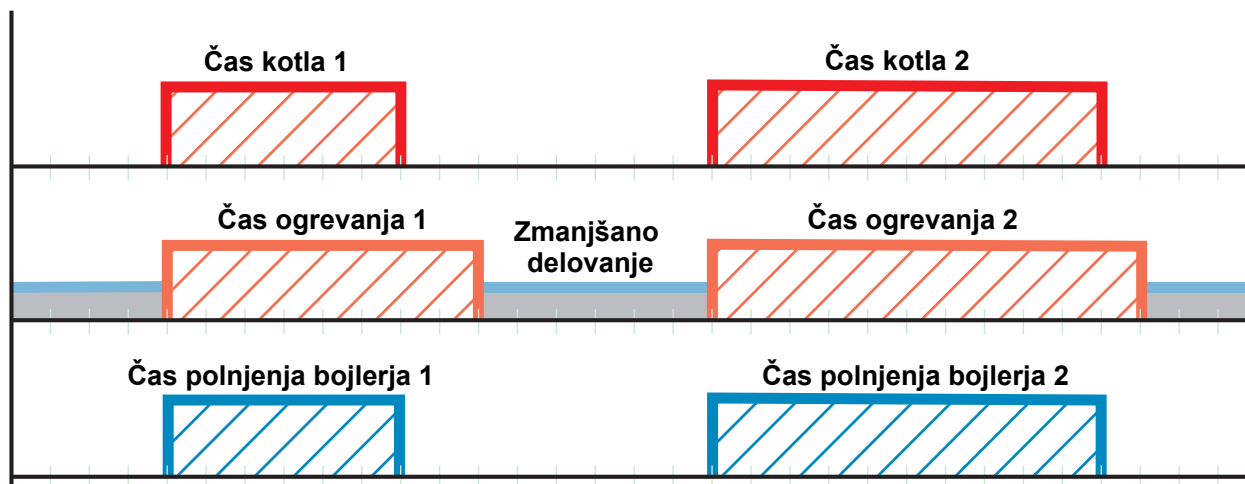 Čas kotla 1
Čas kotla 2
Čas ogrevanja 1
Zmanjšano
delovanje
Čas ogrevanja 2
Čas polnjenja bojlerja 1
Čas polnjenja bojlerja 2